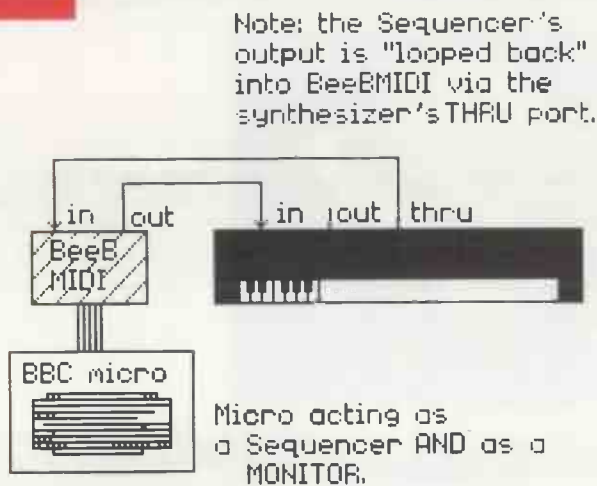 Note: the Sequencer's
output is "looped back"
into BeeBMIDI via the
synthesizer's THRU port.
in out in out thru
BeeB
MIDI
BBC micro
Micro acting as
a Sequencer AND as a
MONITOR.